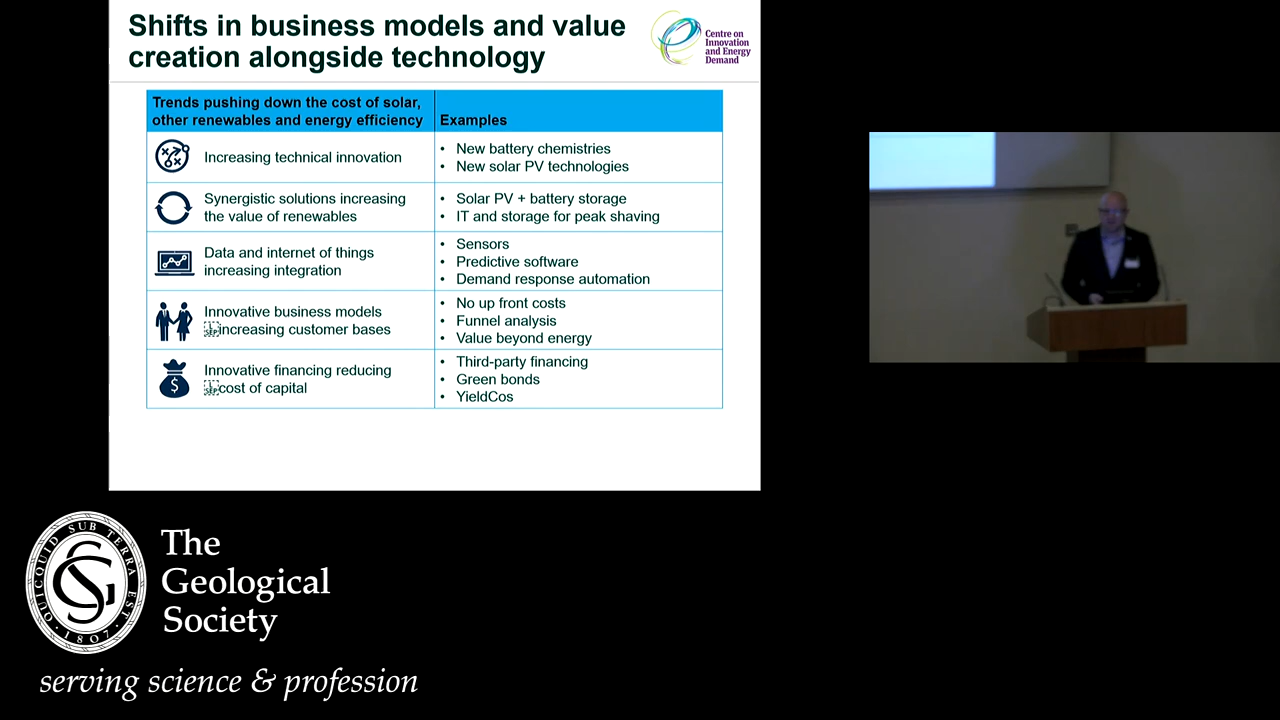 Shifts in business models and value
creation alongside technology
Centre on
Innovation
and Energy
Demand
Trends pushing down the cost of solar,
other renewables and energy efficiency
Examples
Increasing technical innovation
• New battery chemistries
• New solar PV technologies
Synergistic solutions increasing
the value of renewables
• Solar PV + battery storage
• IT and storage for peak shaving
Data and internet of things
increasing integration
• Sensors
• Predictive software
• Demand response automation
Innovative business models
increasing customer bases
• No up front costs
• Funnel analysis
• Value beyond energy
$
Innovative financing reducing
cost of capital
• Third-party financing
• Green bonds
• YieldCos
QUICQUID SUB TERRA EST
· 1807 ·
The
Geological
Society
serving science & profession